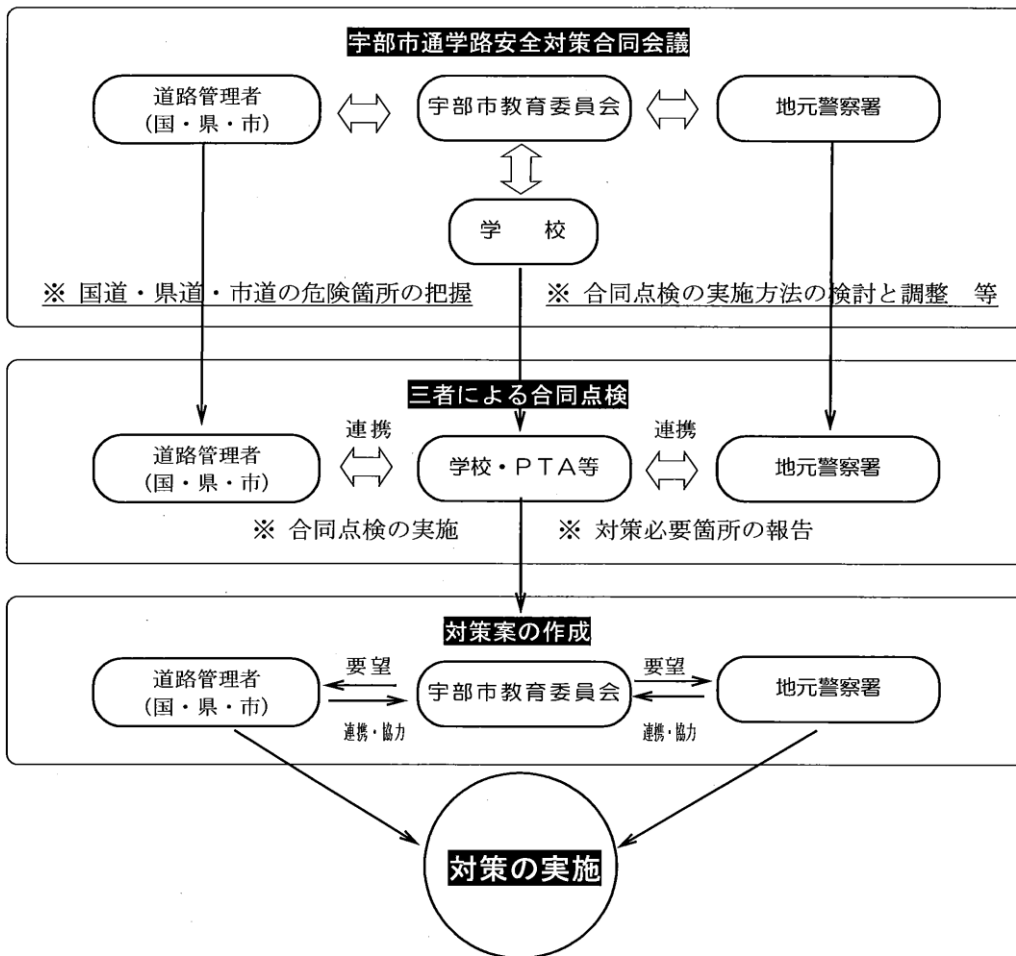 宇部市通学路安全対策合同会議
道路管理者
(国・県・市)
宇部市教育委員会
地元警察署
学　校
※ 国道・県道・市道の危険箇所の把握
※ 合同点検の実施方法の検討と調整　等
三者による合同点検
道路管理者
(国・県・市)
連携
学校・ＰＴＡ等
連携
地元警察署
※ 合同点検の実施
※ 対策必要箇所の報告
対策案の作成
道路管理者
(国・県・市)
要望
連携・協力
宇部市教育委員会
要望
連携・協力
地元警察署
対策の実施